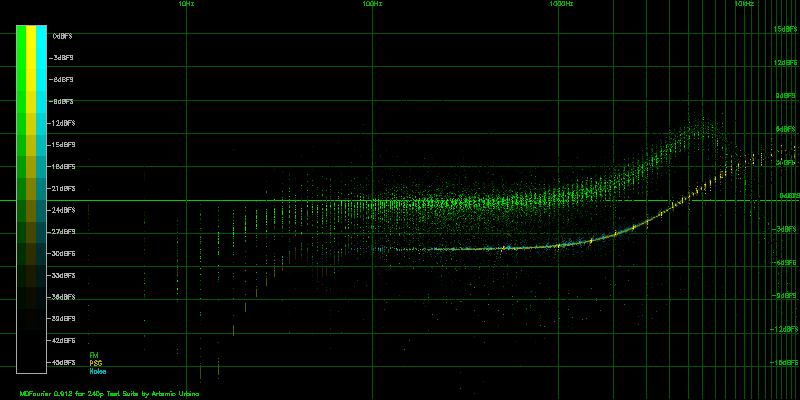 10Hz 100Hz 1000Hz 10kHz
0dBFS
-3dBFS
-6dBFS
-9dBFS
-12dBFS
-15dBFS
-18dBFS
-21dBFS
-24dBFS
-27dBFS
-30dBFS
-33dBFS
-36dBFS
-39dBFS
-42dBFS
-45dBFS
15dBFS
12dBFS
9dBFS
6dBFS
3dBFS
0dBFS
-3dBFS
-6dBFS
-9dBFS
-12dBFS
-15dBFS
FM
PSG
Noise
MDFourier 0.912 for 240p Test Suite by Artemio Urbina